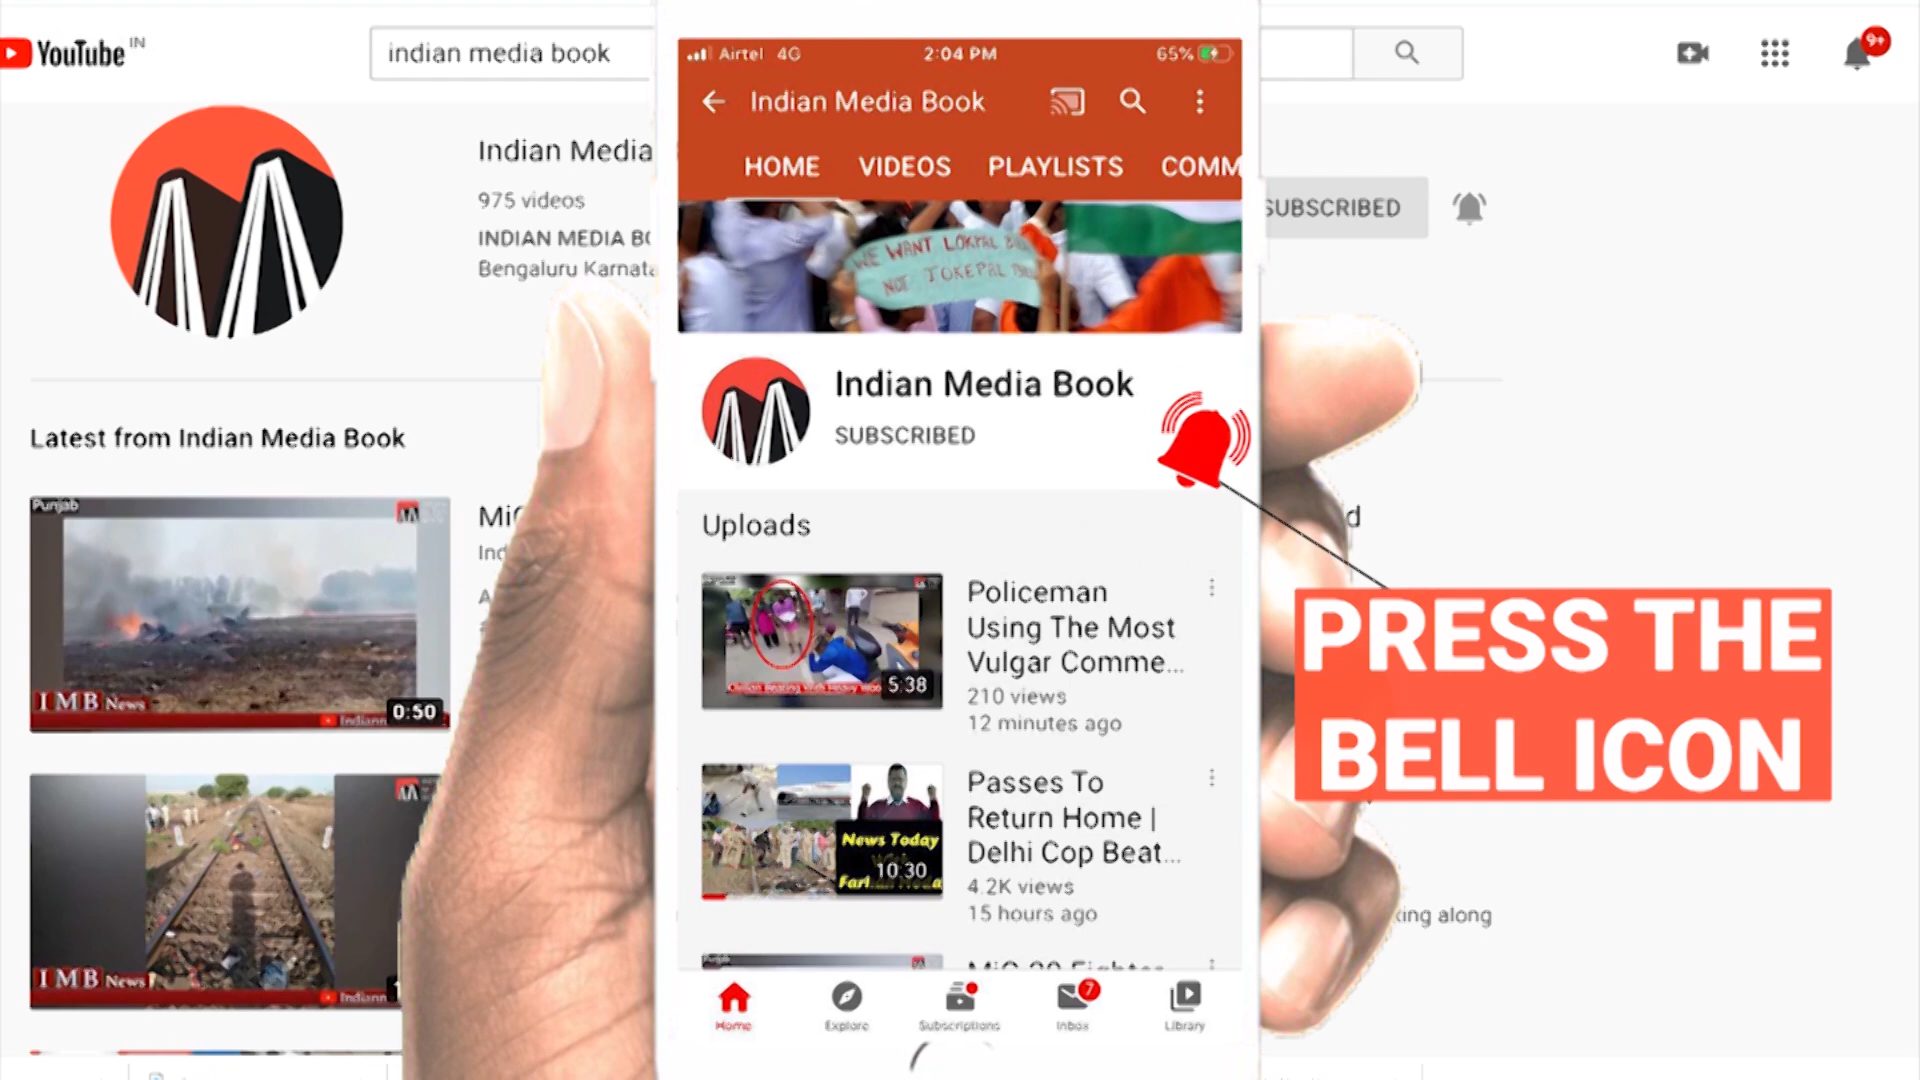 YouTube IN
indian media book
9+
Indian Media
975 videos
INDIAN MEDIA
Bengaluru
SUBSCRIBED
Latest from Indian Media Book
Punjab
IMB News
0:50
IMB News
king along
Airtel 4G
2:04 PM
65%
Indian Media Book
HOME
VIDEOS
PLAYLISTS
COMM
WE WANT LOKPAL
NOT JOKEPAL
Indian Media Book
SUBSCRIBED
Uploads
5:38
Policeman
Using The Most
Vulgar Comme...
210 views
12 minutes ago
News Today
10:30
Passes To
Return Home |
Delhi Cop Beat...
4.2K views
15 hours ago
Punjab
Home
Explore
Subscriptions
Inbox
7
Library
PRESS THE
BELL ICON